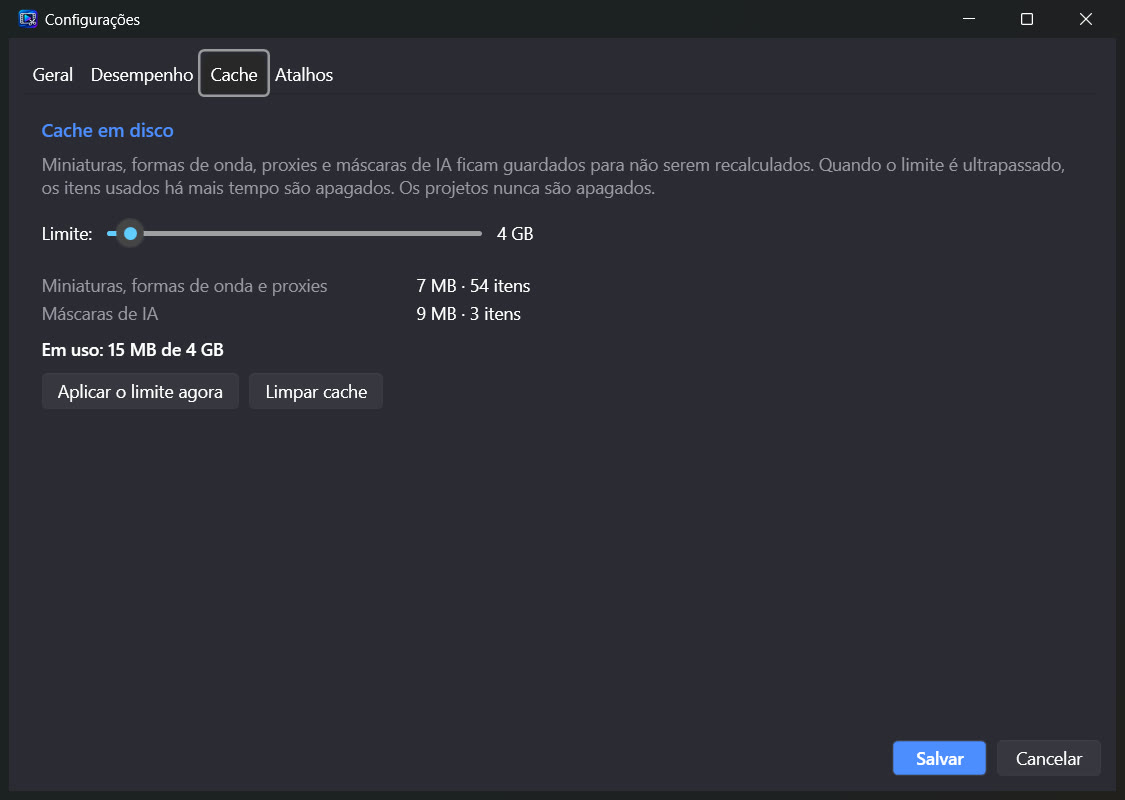 Configurações
Geral Desempenho Cache Atalhos
Cache em disco
Miniaturas, formas de onda, proxies e máscaras de IA ficam guardados para não serem recalculados. Quando o limite é ultrapassado,
os itens usados há mais tempo são apagados. Os projetos nunca são apagados.
Limite: 4 GB
Miniaturas, formas de onda e proxies 7 MB · 54 itens
Máscaras de IA 9 MB · 3 itens
Em uso: 15 MB de 4 GB
Aplicar o limite agora Limpar cache
Salvar Cancelar